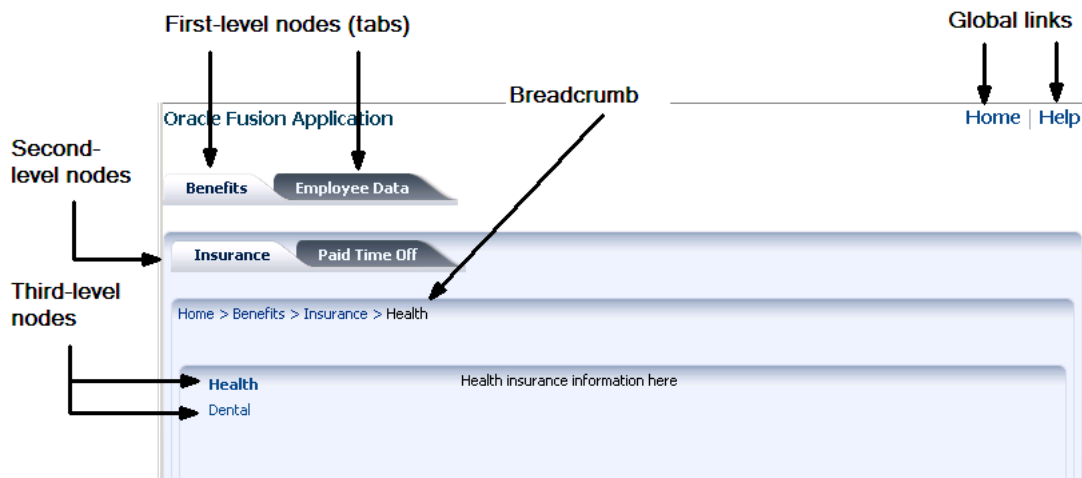 First-level nodes (tabs)
Global links
Breadcrumb
Oracle Fusion Application
Home | Help
Second-
level nodes
Benefits
Employee Data
Insurance
Paid Time Off
Third-level
nodes
Home > Benefits > Insurance > Health
Health
Health insurance information here
Dental